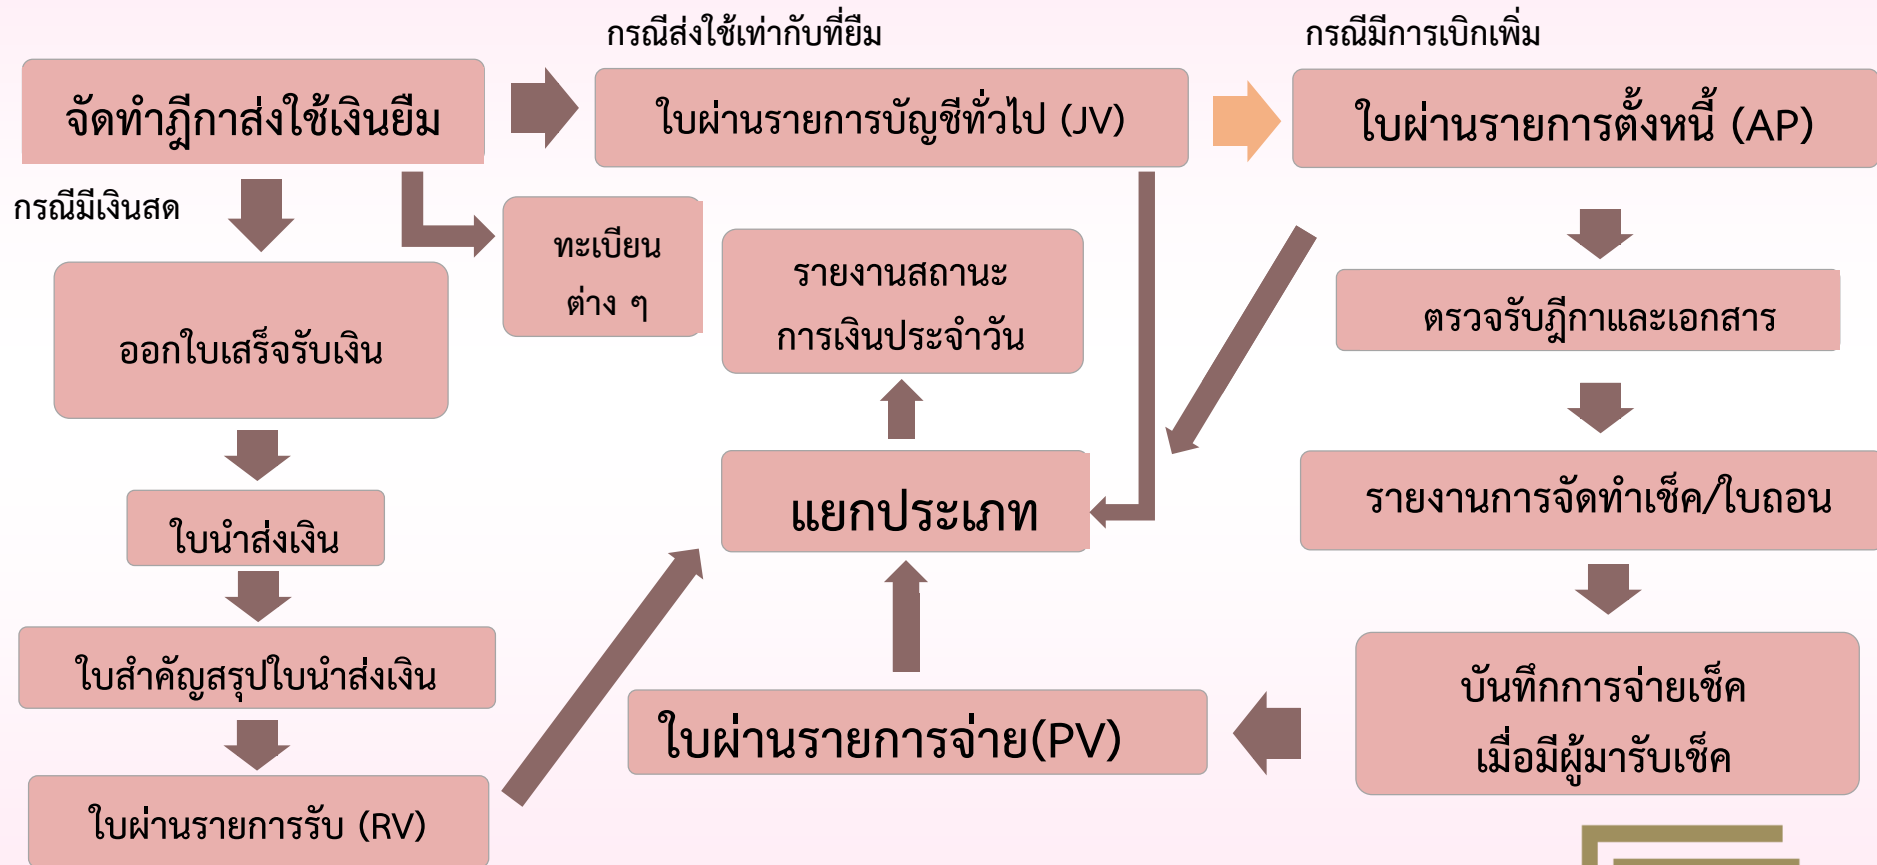 กรณีส่งใช้เท่ากับที่ยืม
กรณีมีการเบิกเพิ่ม
จัดทำฎีกาส่งใช้เงินยืม
ใบผ่านรายการบัญชีทั่วไป (JV)
ใบผ่านรายการตั้งหนี้ (AP)
กรณีมีเงินสด
ทะเบียน
ต่าง ๆ
รายงานสถานะ
การเงินประจำวัน
ออกใบเสร็จรับเงิน
ตรวจรับฎีกาและเอกสาร
แยกประเภท
รายงานการจัดทำเช็ค/ใบถอน
ใบนำส่งเงิน
ใบสำคัญสรุปใบนำส่งเงิน
ใบผ่านรายการจ่าย(PV)
บันทึกการจ่ายเช็ค
เมื่อมีผู้มารับเช็ค
ใบผ่านรายการรับ (RV)